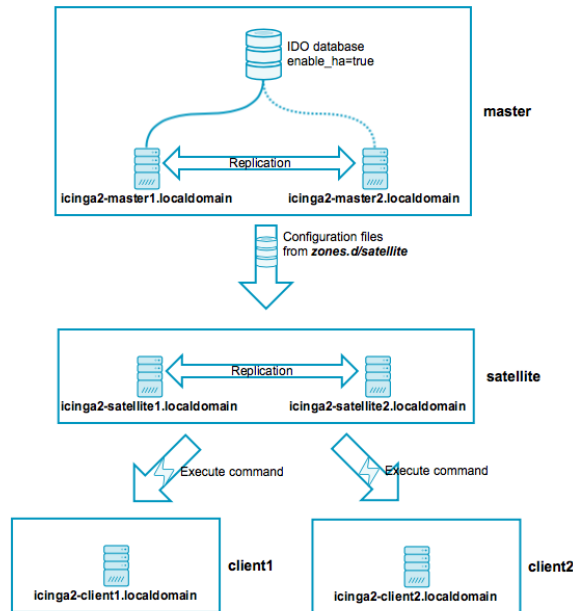 IDO database
enable_ha=true
master
Replication
icinga2-master1.localdomain
icinga2-master2.localdomain
Configuration files
from zones.d/satellite
satellite
Replication
icinga2-satellite1.localdomain
icinga2-satellite2.localdomain
Execute command
Execute command
client1
client2
icinga2-client1.localdomain
icinga2-client2.localdomain